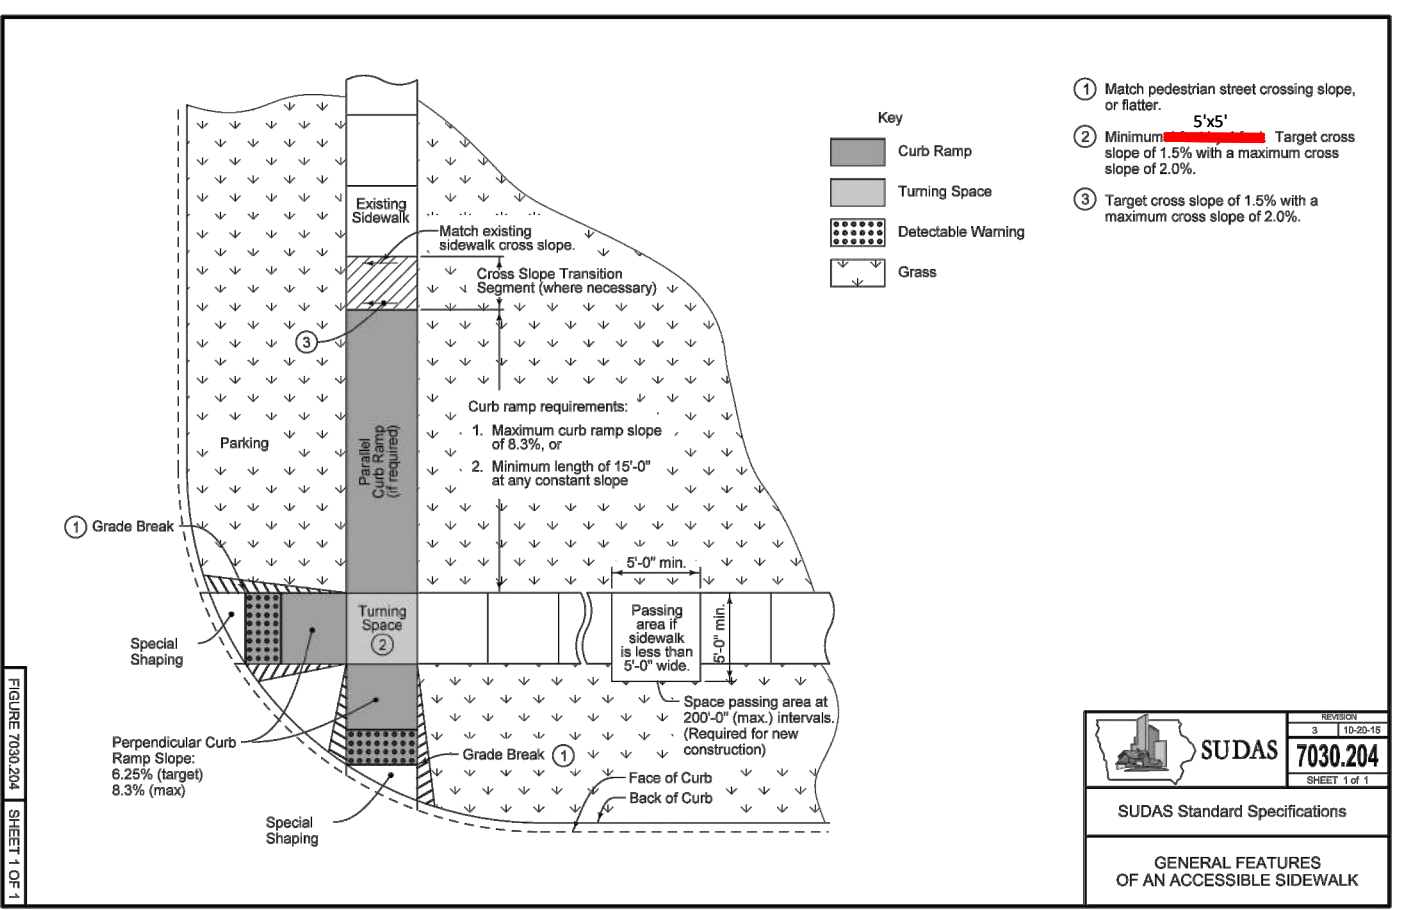 Existing
Sidewalk
Match existing
sidewalk cross slope.
Cross Slope Transition
Segment (where necessary)
3
Curb ramp requirements:
1. Maximum curb ramp slope
of 8.3%, or
2. Minimum length of 15'-0"
at any constant slope
Parallel
Curb Ramp
(if required)
Parking
1 Grade Break
5'-0" min.
Turning
Space
2
Passing
area if
sidewalk
is less than
5'-0" wide.
5'-0" min.
Special
Shaping
Space passing area at
200'-0" (max.) intervals.
(Required for new
construction)
Perpendicular Curb
Ramp Slope:
6.25% (target)
8.3% (max)
Grade Break 1
Face of Curb
Back of Curb
Special
Shaping
Key
Curb Ramp
Turning Space
Detectable Warning
Grass
1 Match pedestrian street crossing slope,
or flatter.
5'x5'
2 Minimum Target cross
slope of 1.5% with a maximum cross
slope of 2.0%.
3 Target cross slope of 1.5% with a
maximum cross slope of 2.0%.
FIGURE 7030.204 SHEET 1 OF 1
SUDAS
REVISION
3 10-20-15
7030.204
SHEET 1 of 1
SUDAS Standard Specifications
GENERAL FEATURES
OF AN ACCESSIBLE SIDEWALK